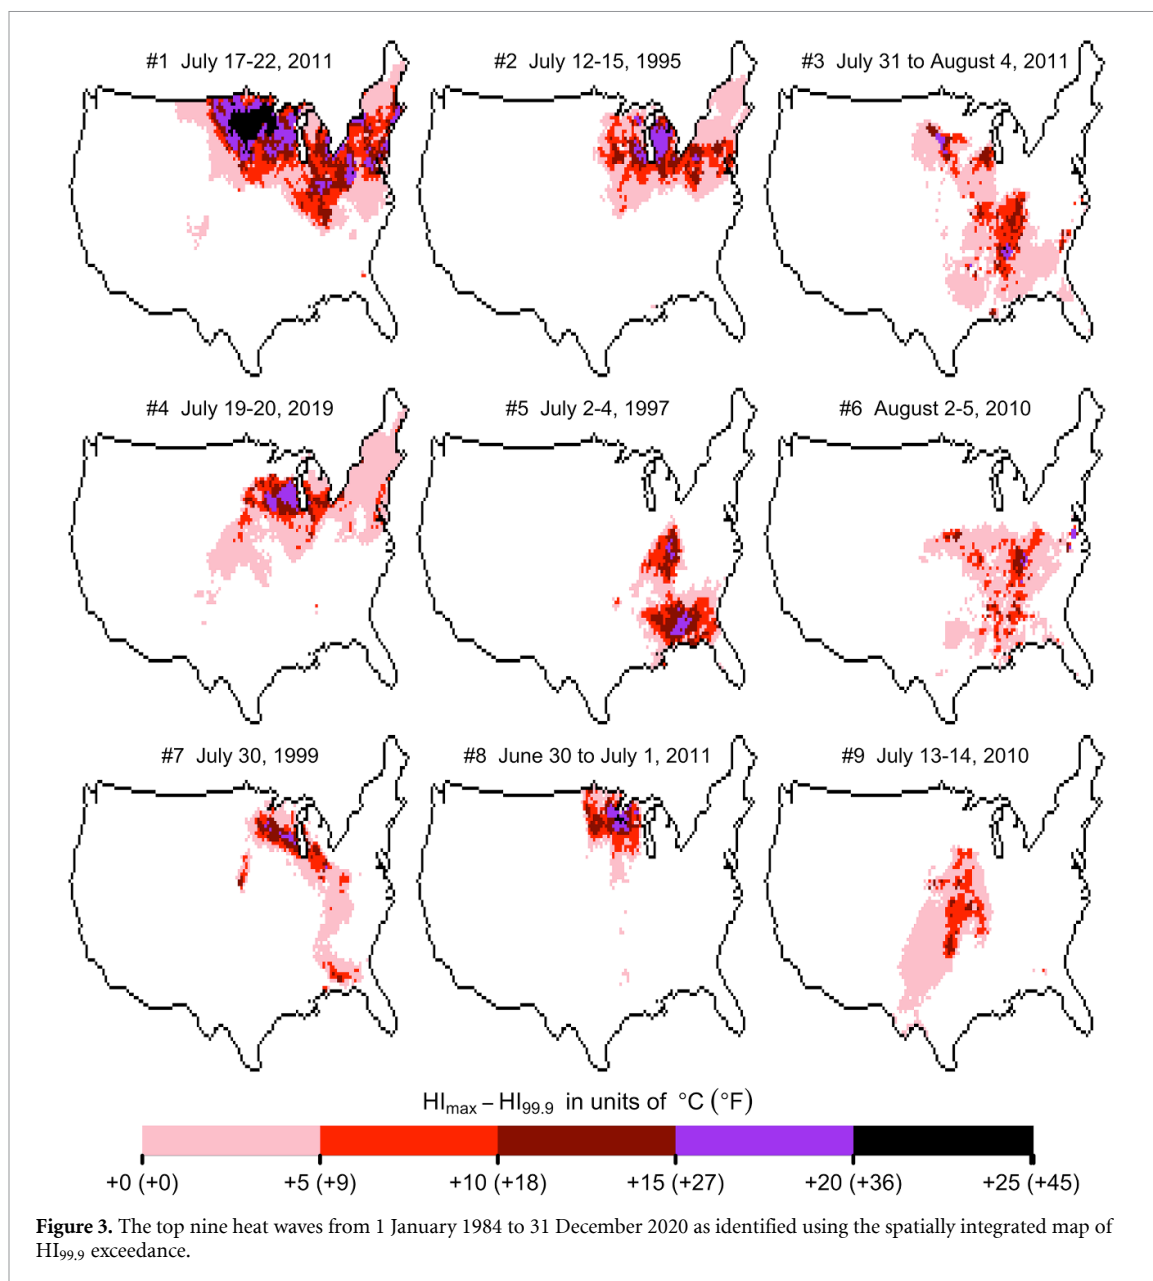 #1 July 17-22, 2011
#2 July 12-15, 1995
#3 July 31 to August 4, 2011
#4 July 19-20, 2019
#5 July 2-4, 1997
#6 August 2-5, 2010
#7 July 30, 1999
#8 June 30 to July 1, 2011
#9 July 13-14, 2010
HImax – HI99.9 in units of °C (°F)
+0 (+0) +5 (+9) +10 (+18) +15 (+27) +20 (+36) +25 (+45)
Figure 3. The top nine heat waves from 1 January 1984 to 31 December 2020 as identified using the spatially integrated map of
HI99.9 exceedance.